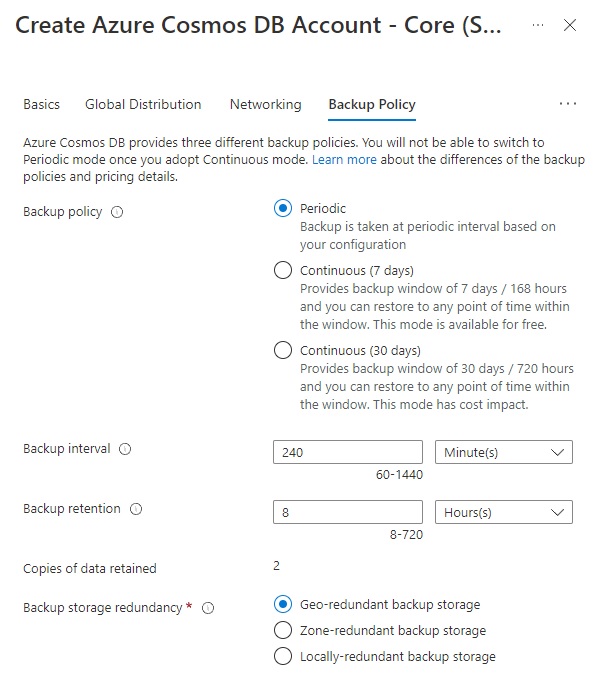 Create Azure Cosmos DB Account - Core (S... ... ×
Basics Global Distribution Networking Backup Policy ...
Azure Cosmos DB provides three different backup policies. You will not be able to switch to
Periodic mode once you adopt Continuous mode. Learn more about the differences of the backup
policies and pricing details.
Backup policy
Periodic
Backup is taken at periodic interval based on
your configuration
Continuous (7 days)
Provides backup window of 7 days / 168 hours
and you can restore to any point of time within
the window. This mode is available for free.
Continuous (30 days)
Provides backup window of 30 days / 720 hours
and you can restore to any point of time within
the window. This mode has cost impact.
Backup interval 240 Minute(s)
60-1440
Backup retention 8 Hours(s)
8-720
Copies of data retained 2
Backup storage redundancy * Geo-redundant backup storage
Zone-redundant backup storage
Locally-redundant backup storage